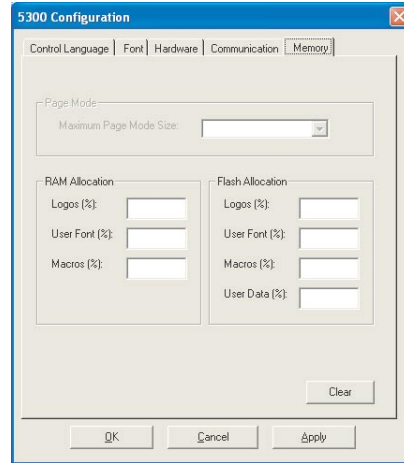 5300 Configuration
Control Language Font Hardware Communication Memory
Page Mode
Maximum Page Mode Size:
RAM Allocation
Logos (%):
User Font (%):
Macros (%):
Flash Allocation
Logos (%):
User Font (%):
Macros (%):
User Data (%):
Clear
OK Cancel Apply